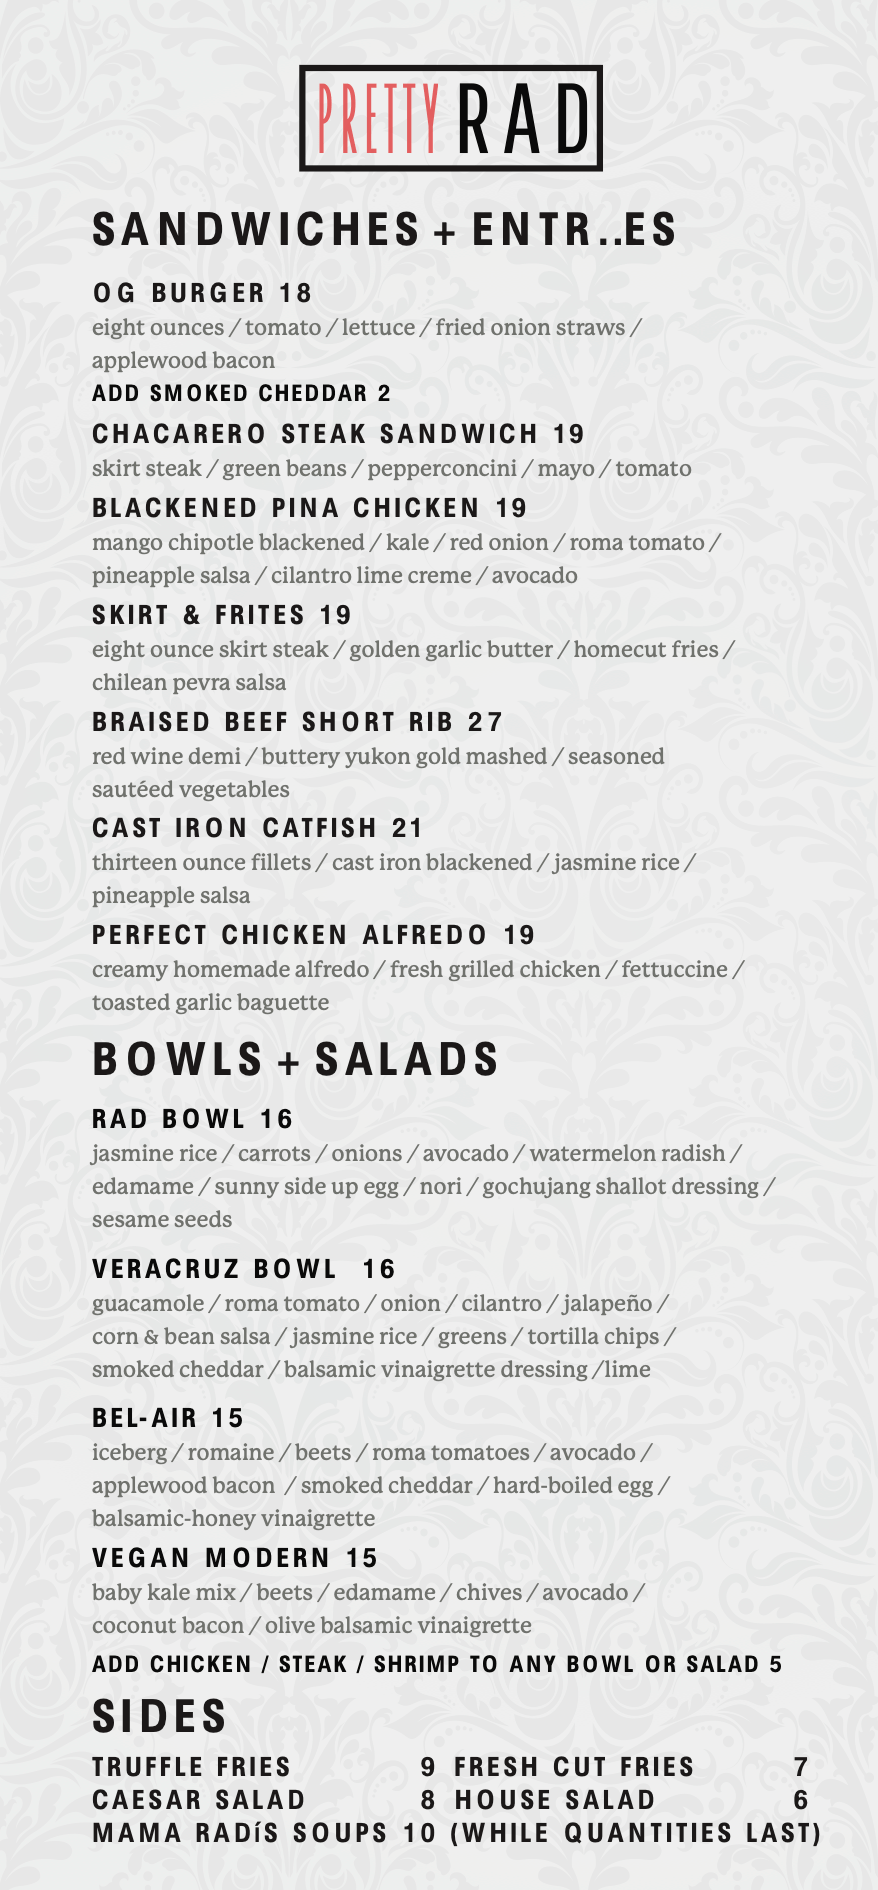 PRETTY RAD
SANDWICHES + ENTR..ES
OG BURGER 18
eight ounces / tomato / lettuce / fried onion straws /
applewood bacon
ADD SMOKED CHEDDAR 2
CHACARERO STEAK SANDWICH 19
skirt steak / green beans / pepperconcini / mayo / tomato
BLACKENED PINA CHICKEN 19
mango chipotle blackened / kale / red onion / roma tomato /
pineapple salsa / cilantro lime creme / avocado
SKIRT & FRITES 19
eight ounce skirt steak / golden garlic butter / homecut fries /
chilean pevra salsa
BRAISED BEEF SHORT RIB 27
red wine demi / buttery yukon gold mashed / seasoned
sautéed vegetables
CAST IRON CATFISH 21
thirteen ounce fillets / cast iron blackened / jasmine rice /
pineapple salsa
PERFECT CHICKEN ALFREDO 19
creamy homemade alfredo / fresh grilled chicken / fettuccine /
toasted garlic baguette
BOWLS + SALADS
RAD BOWL 16
jasmine rice / carrots / onions / avocado / watermelon radish /
edamame / sunny side up egg / nori / gochujang shallot dressing /
sesame seeds
VERACRUZ BOWL 16
guacamole / roma tomato / onion / cilantro / jalapeño /
corn & bean salsa / jasmine rice / greens / tortilla chips /
smoked cheddar / balsamic vinaigrette dressing /lime
BEL-AIR 15
iceberg / romaine / beets / roma tomatoes / avocado /
applewood bacon / smoked cheddar / hard-boiled egg /
balsamic-honey vinaigrette
VEGAN MODERN 15
baby kale mix / beets / edamame / chives / avocado /
coconut bacon / olive balsamic vinaigrette
ADD CHICKEN / STEAK / SHRIMP TO ANY BOWL OR SALAD 5
SIDES
TRUFFLE FRIES 9 FRESH CUT FRIES 7
CAESAR SALAD 8 HOUSE SALAD 6
MAMA RADíS SOUPS 10 (WHILE QUANTITIES LAST)